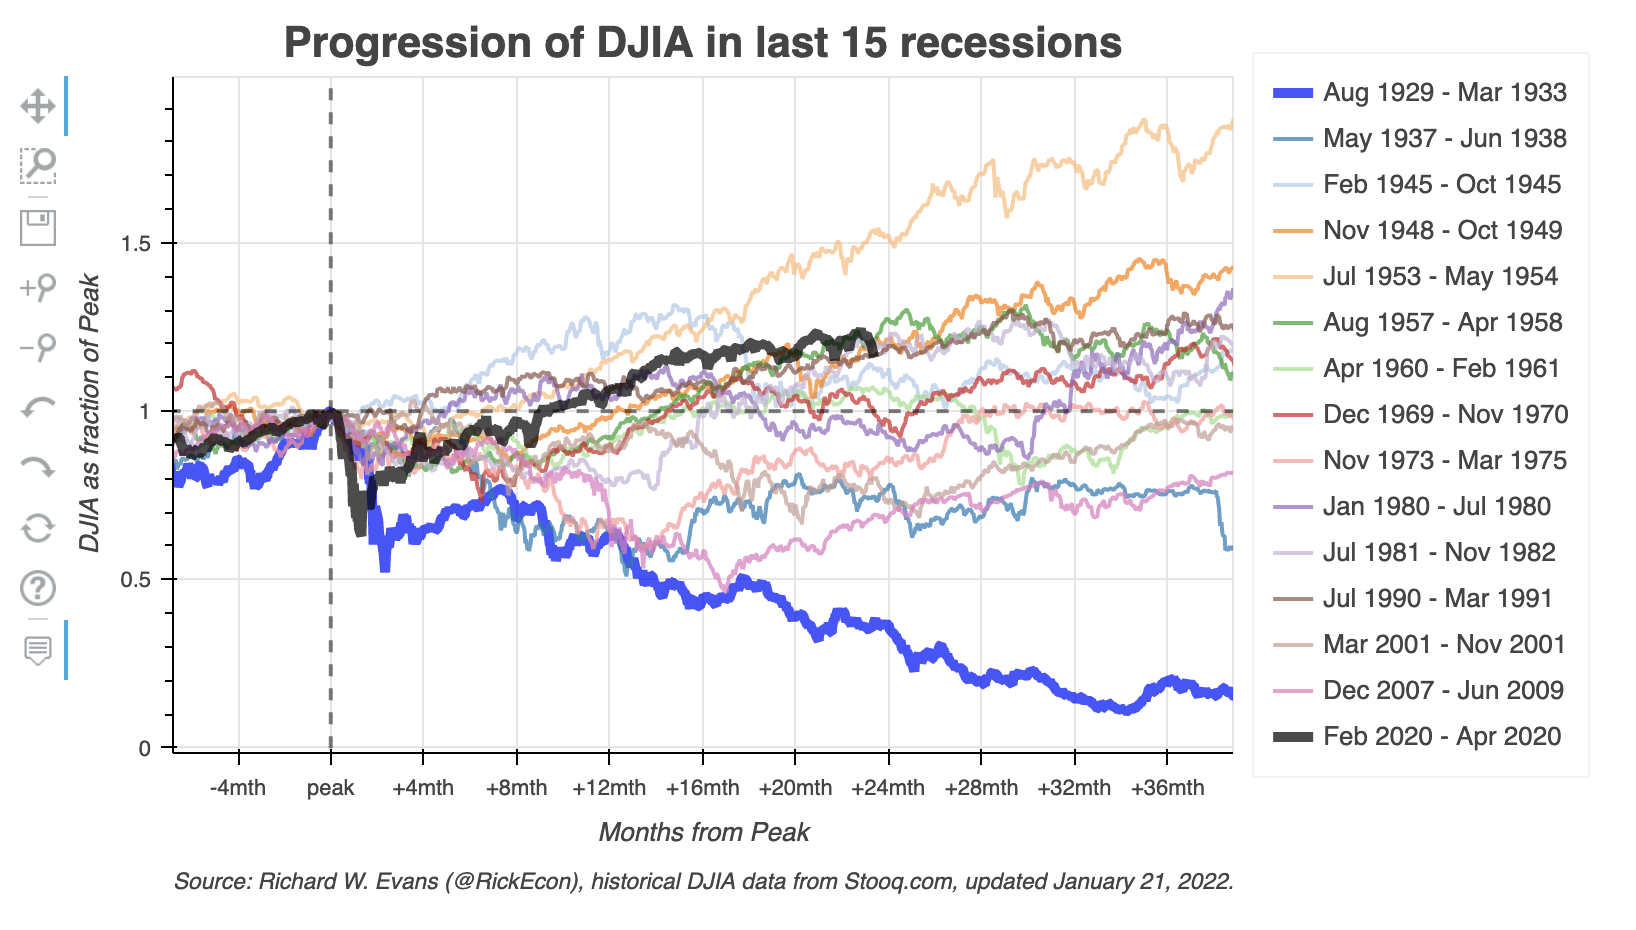 Progression of DJIA in last 15 recessions
DJIA as fraction of Peak
1.5
1
0.5
0
-4mth
peak
+4mth
+8mth
+12mth
+16mth
+20mth
+24mth
+28mth
+32mth
+36mth
Months from Peak
Source: Richard W. Evans (@RickEcon), historical DJIA data from Stooq.com, updated January 21, 2022.
Aug 1929 - Mar 1933
May 1937 - Jun 1938
Feb 1945 - Oct 1945
Nov 1948 - Oct 1949
Jul 1953 - May 1954
Aug 1957 - Apr 1958
Apr 1960 - Feb 1961
Dec 1969 - Nov 1970
Nov 1973 - Mar 1975
Jan 1980 - Jul 1980
Jul 1981 - Nov 1982
Jul 1990 - Mar 1991
Mar 2001 - Nov 2001
Dec 2007 - Jun 2009
Feb 2020 - Apr 2020